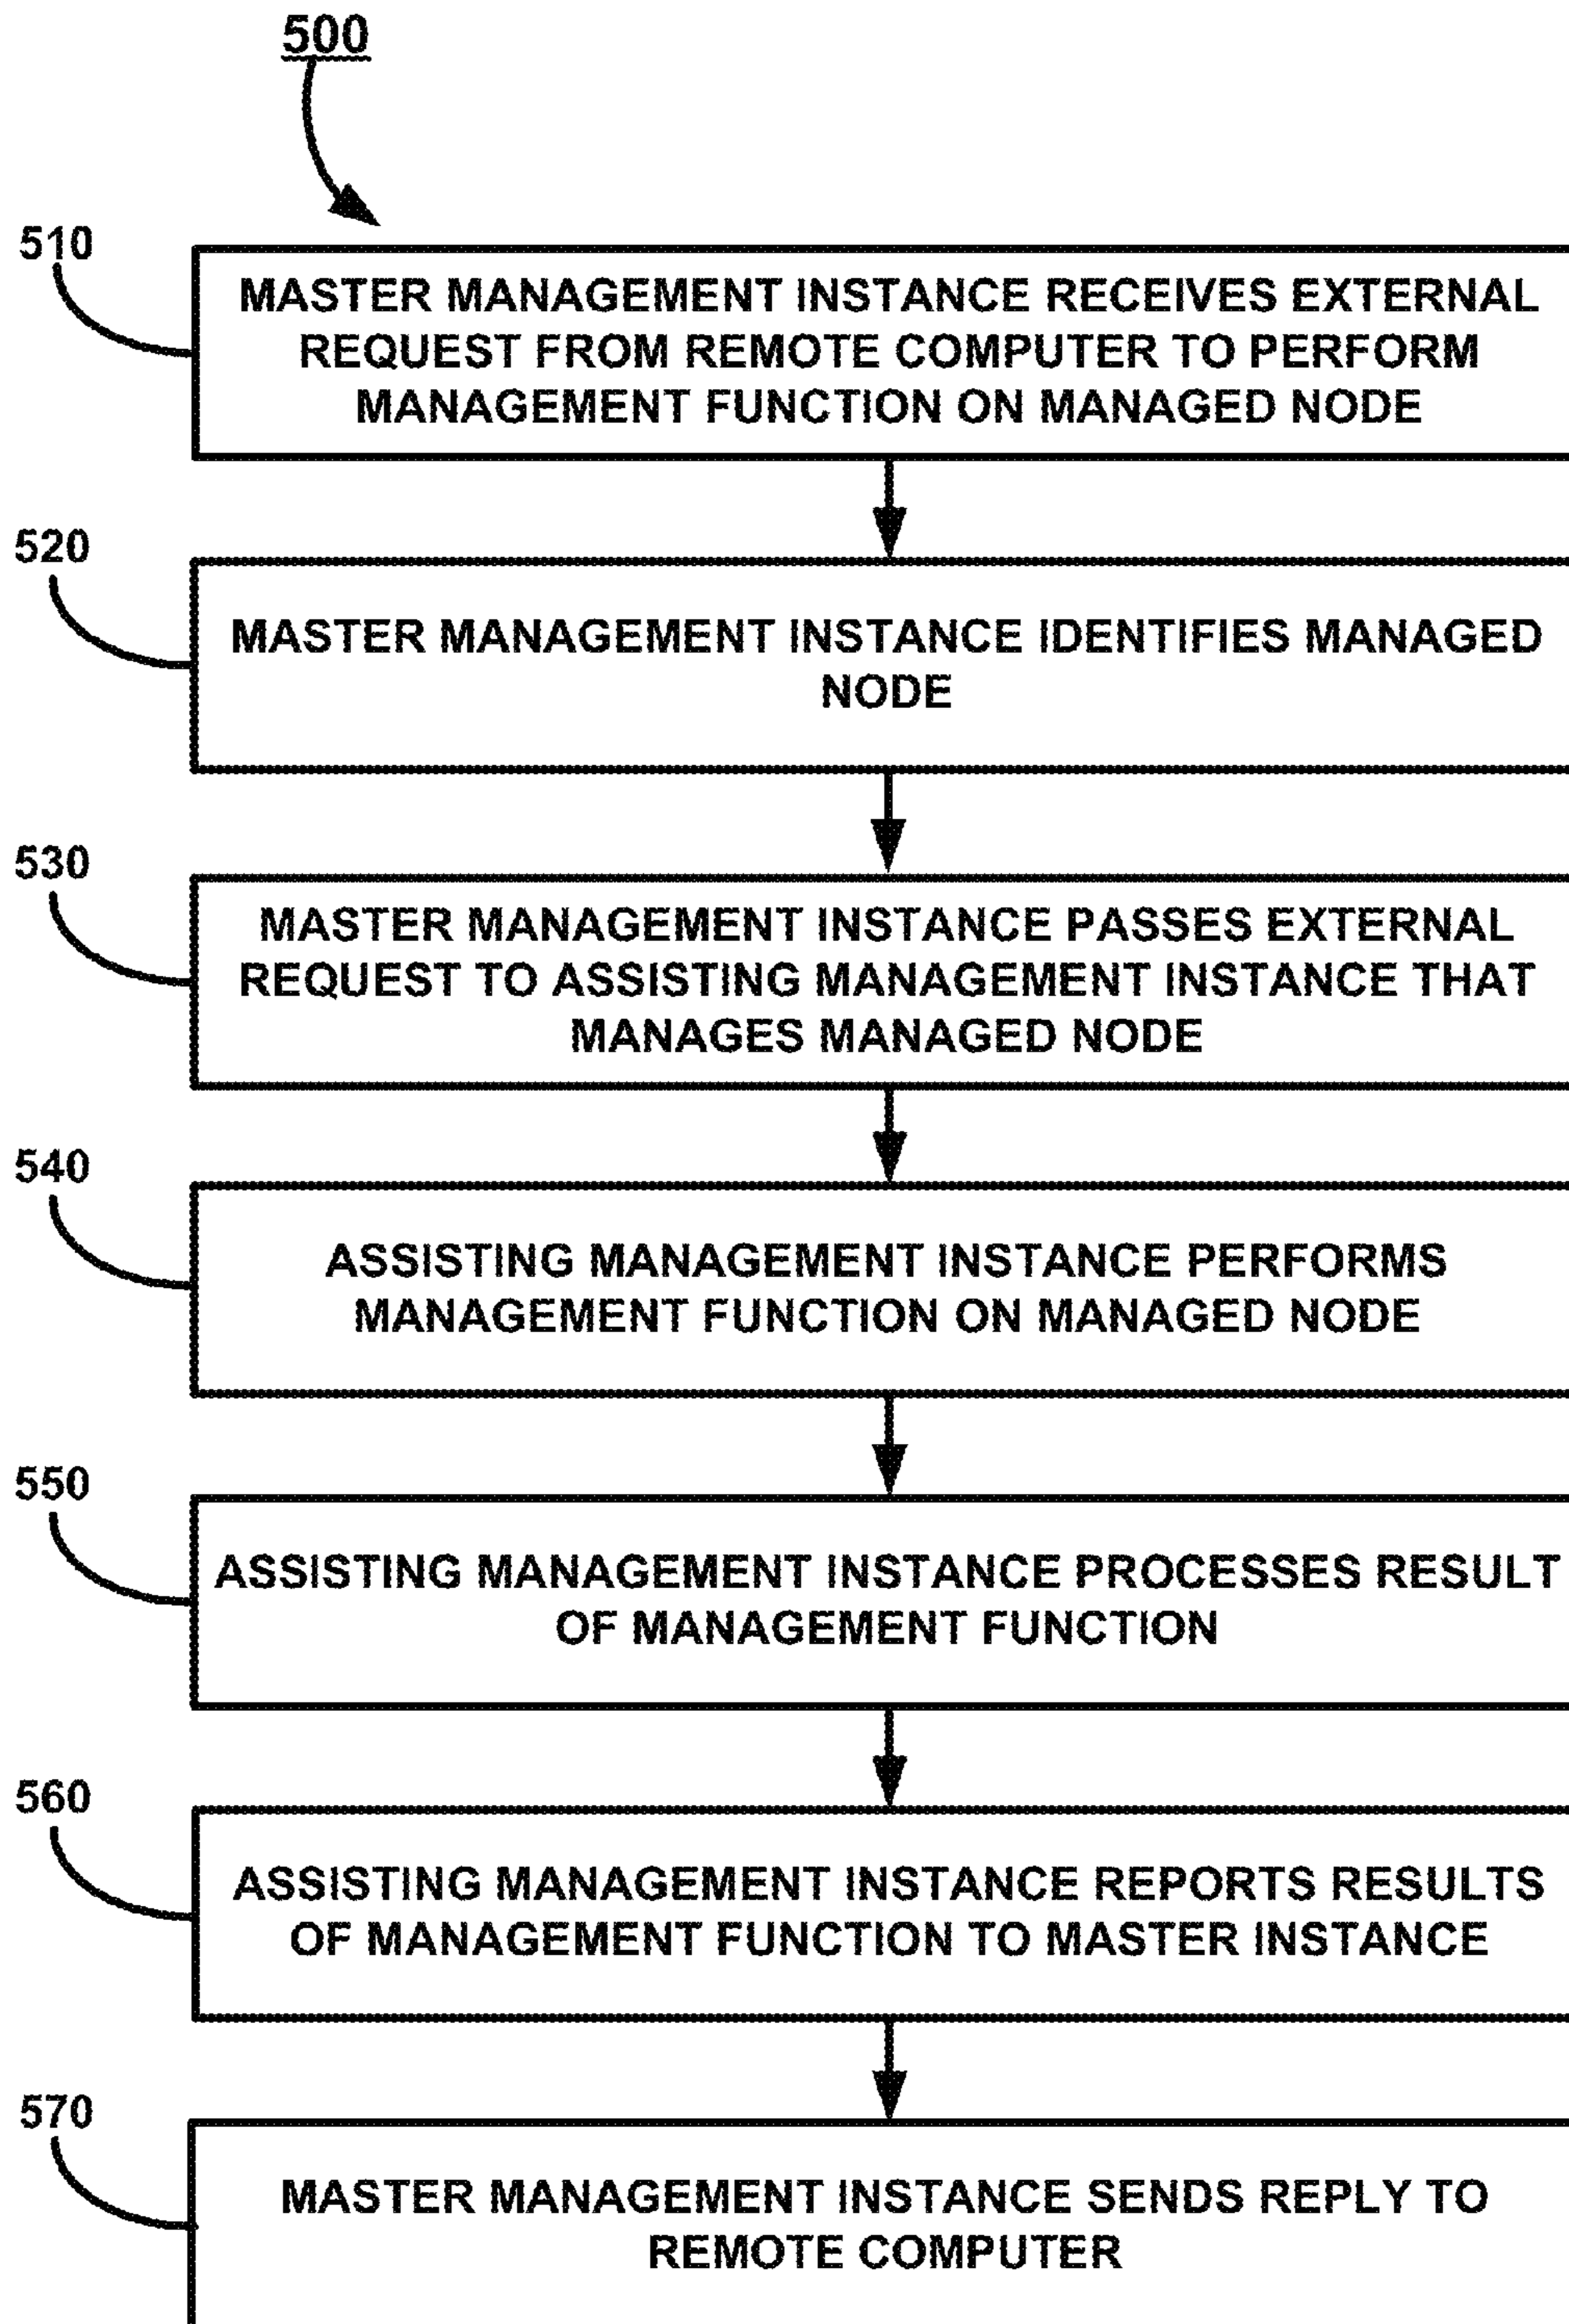 500
510
MASTER MANAGEMENT INSTANCE RECEIVES EXTERNAL
REQUEST FROM REMOTE COMPUTER TO PERFORM
MANAGEMENT FUNCTION ON MANAGED NODE
520
MASTER MANAGEMENT INSTANCE IDENTIFIES MANAGED
NODE
530
MASTER MANAGEMENT INSTANCE PASSES EXTERNAL
REQUEST TO ASSISTING MANAGEMENT INSTANCE THAT
MANAGES MANAGED NODE
540
ASSISTING MANAGEMENT INSTANCE PERFORMS
MANAGEMENT FUNCTION ON MANAGED NODE
550
ASSISTING MANAGEMENT INSTANCE PROCESSES RESULT
OF MANAGEMENT FUNCTION
560
ASSISTING MANAGEMENT INSTANCE REPORTS RESULTS
OF MANAGEMENT FUNCTION TO MASTER INSTANCE
570
MASTER MANAGEMENT INSTANCE SENDS REPLY TO
REMOTE COMPUTER